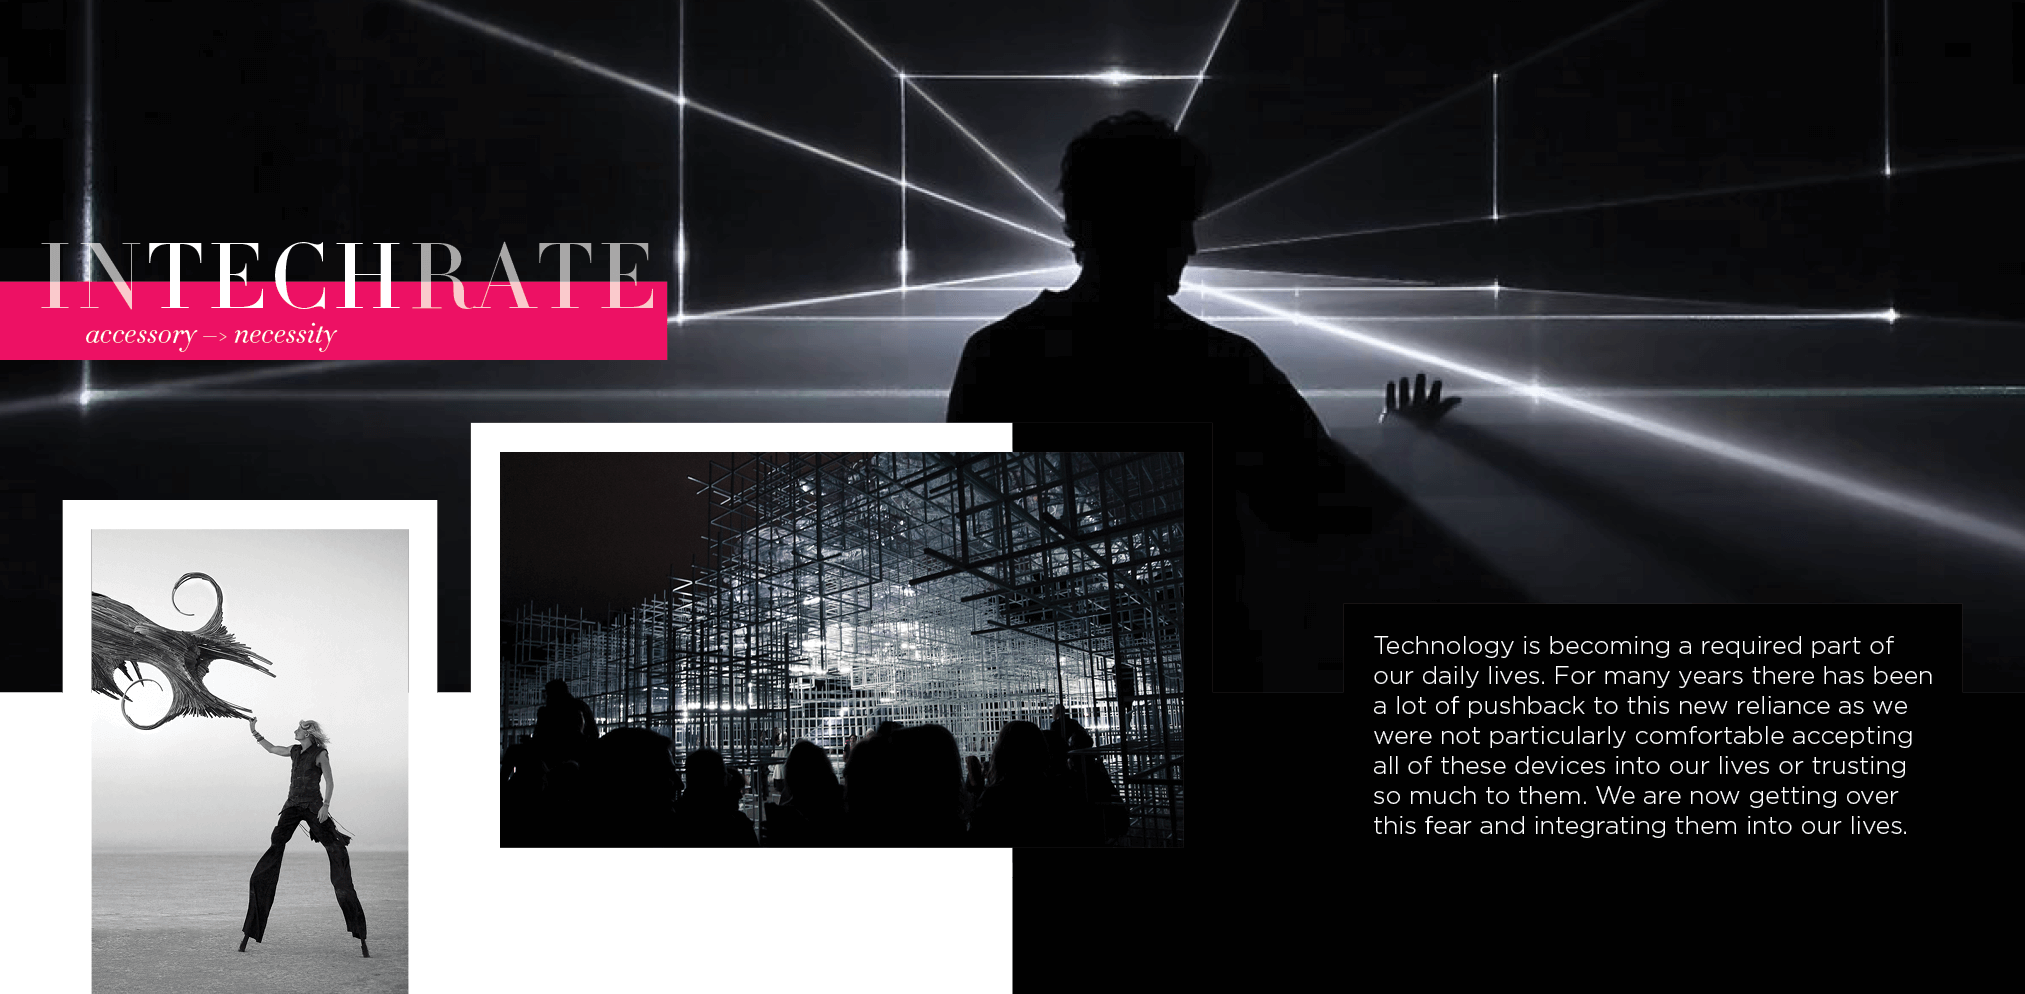 INTECHRATE
accessory —> necessity
Technology is becoming a required part of
our daily lives. For many years there has been
a lot of pushback to this new reliance as we
were not particularly comfortable accepting
all of these devices into our lives or trusting
so much to them. We are now getting over
this fear and integrating them into our lives.